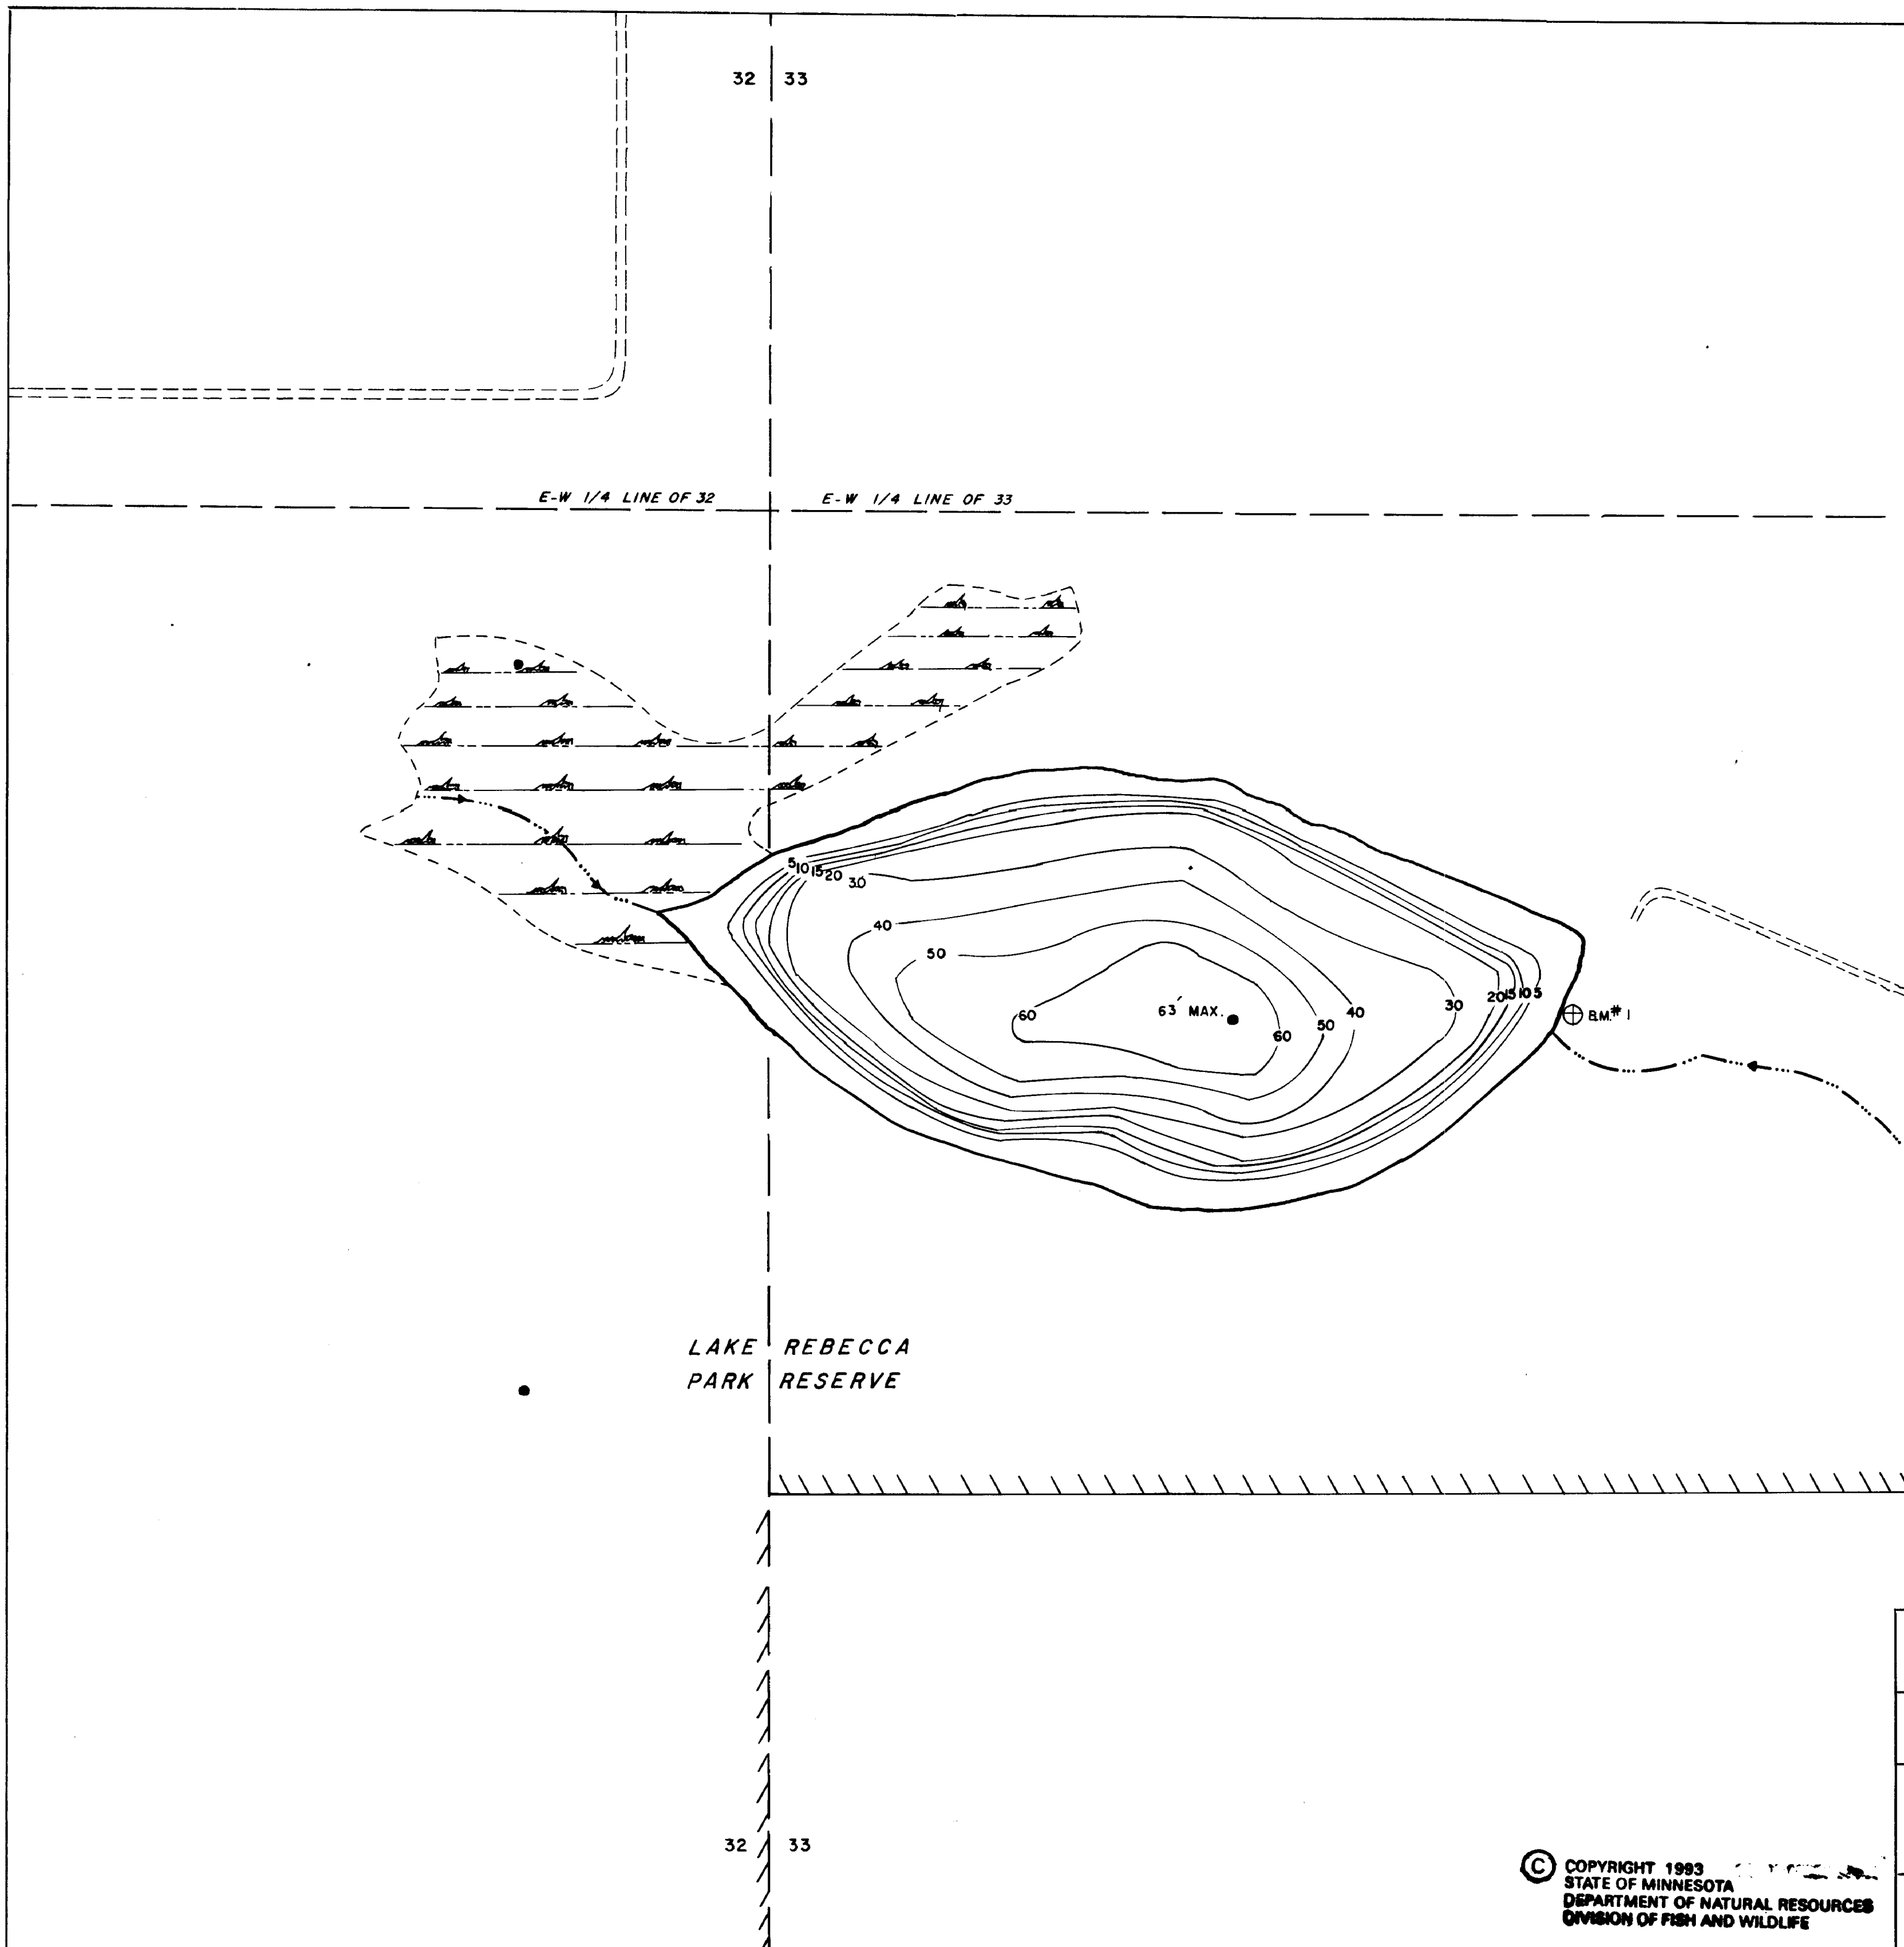 32 33
E-W 1/4 LINE OF 32
E-W 1/4 LINE OF 33
5 10 15 20 30
40
50
60
63' MAX.
60
50
40
30
20 15 10 5
B.M.# 1
LAKE REBECCA
PARK RESERVE
32 33
© COPYRIGHT 1993
STATE OF MINNESOTA
DEPARTMENT OF NATURAL RESOURCES
DIVISION OF FISH AND WILDLIFE